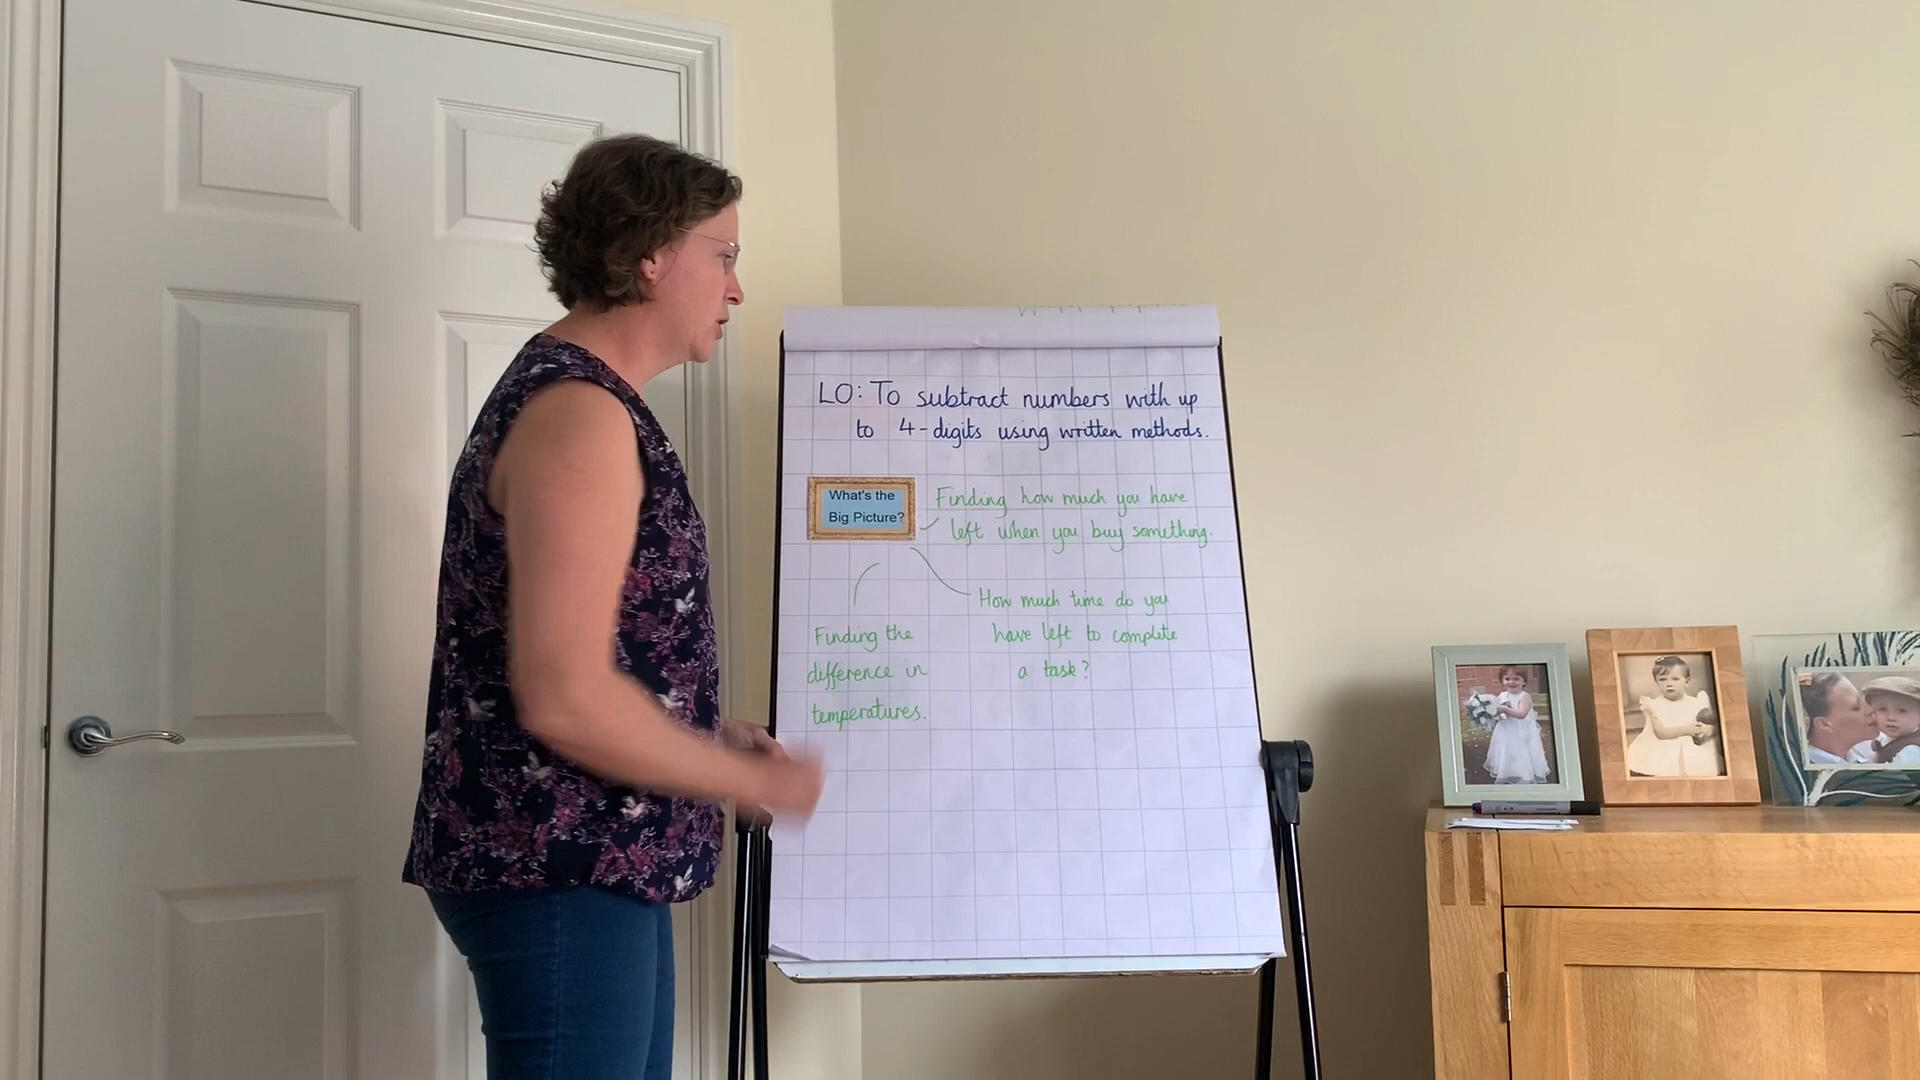 LO: To subtract numbers with up
to 4-digits using written methods.
What's the
Big Picture?
Finding how much you have
left when you buy something.
How much time do you
have left to complete
a task?
Finding the
difference in
temperatures.